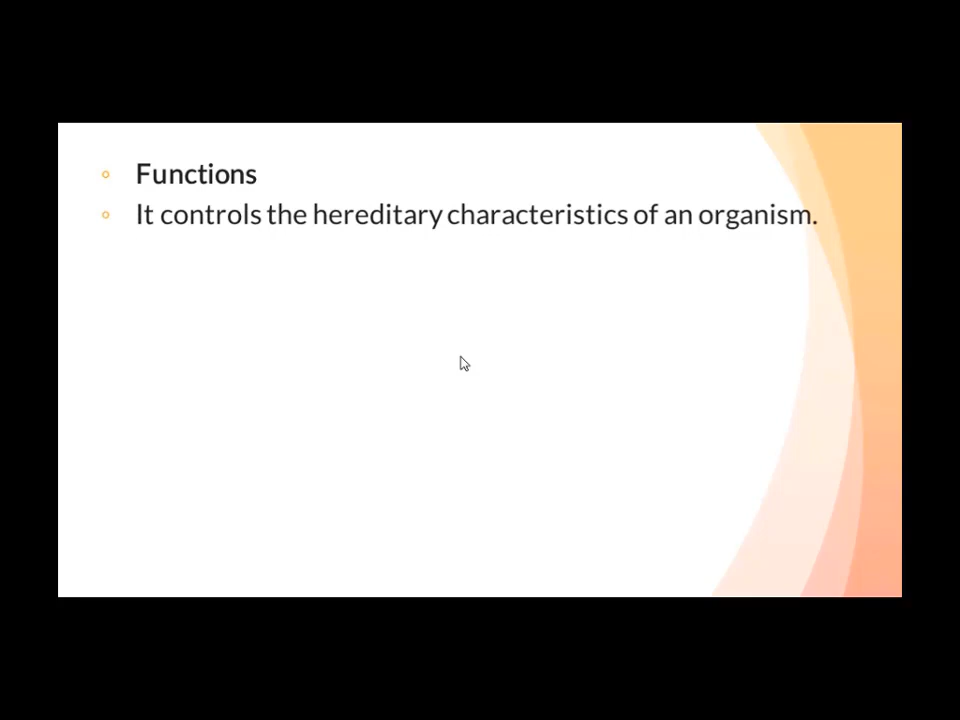 Functions
It controls the hereditary characteristics of an organism.